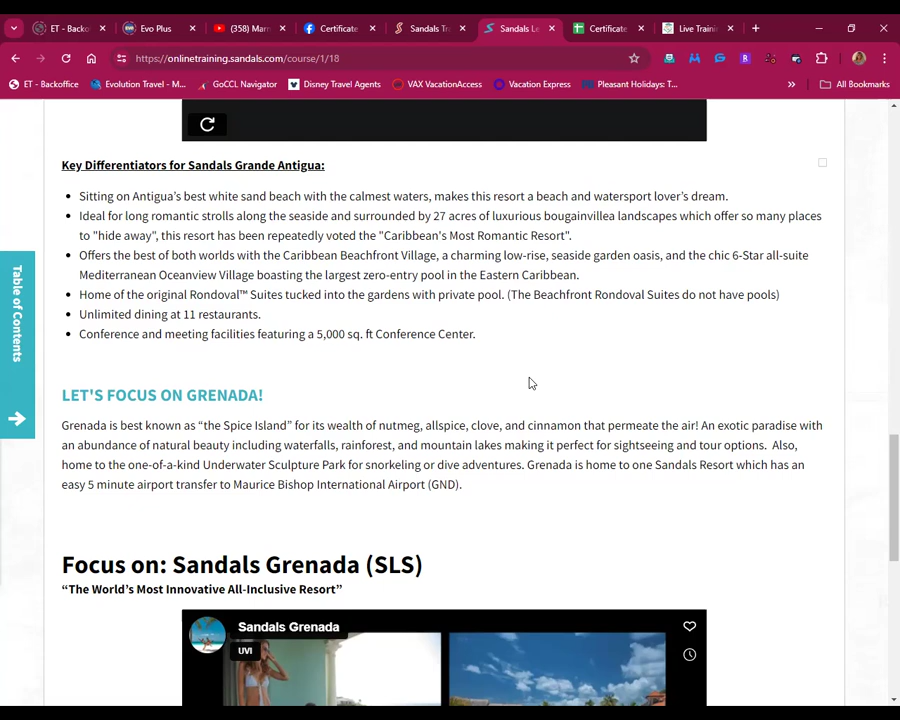 ET - Backo
Evo Plus
(358) Marr
Certificate
Sandals Tr
Sandals Le
Certificate
Live Traini
https://onlinetraining.sandals.com/course/1/18
ET - Backoffice
Evolution Travel - M...
GoCCL Navigator
Disney Travel Agents
VAX VacationAccess
Vacation Express
Pleasant Holidays: T...
All Bookmarks
Key Differentiators for Sandals Grande Antigua:
Sitting on Antigua's best white sand beach with the calmest waters, makes this resort a beach and watersport lover's dream.
Ideal for long romantic strolls along the seaside and surrounded by 27 acres of luxurious bougainvillea landscapes which offer so many places
to "hide away", this resort has been repeatedly voted the "Caribbean's Most Romantic Resort".
Offers the best of both worlds with the Caribbean Beachfront Village, a charming low-rise, seaside garden oasis, and the chic 6-Star all-suite
Mediterranean Oceanview Village boasting the largest zero-entry pool in the Eastern Caribbean.
Home of the original Rondoval™ Suites tucked into the gardens with private pool. (The Beachfront Rondoval Suites do not have pools)
Unlimited dining at 11 restaurants.
Conference and meeting facilities featuring a 5,000 sq. ft Conference Center.
Table of Contents
LET'S FOCUS ON GRENADA!
Grenada is best known as “the Spice Island” for its wealth of nutmeg, allspice, clove, and cinnamon that permeate the air! An exotic paradise with
an abundance of natural beauty including waterfalls, rainforest, and mountain lakes making it perfect for sightseeing and tour options. Also,
home to the one-of-a-kind Underwater Sculpture Park for snorkeling or dive adventures. Grenada is home to one Sandals Resort which has an
easy 5 minute airport transfer to Maurice Bishop International Airport (GND).
Focus on: Sandals Grenada (SLS)
“The World's Most Innovative All-Inclusive Resort”
Sandals Grenada
UVI